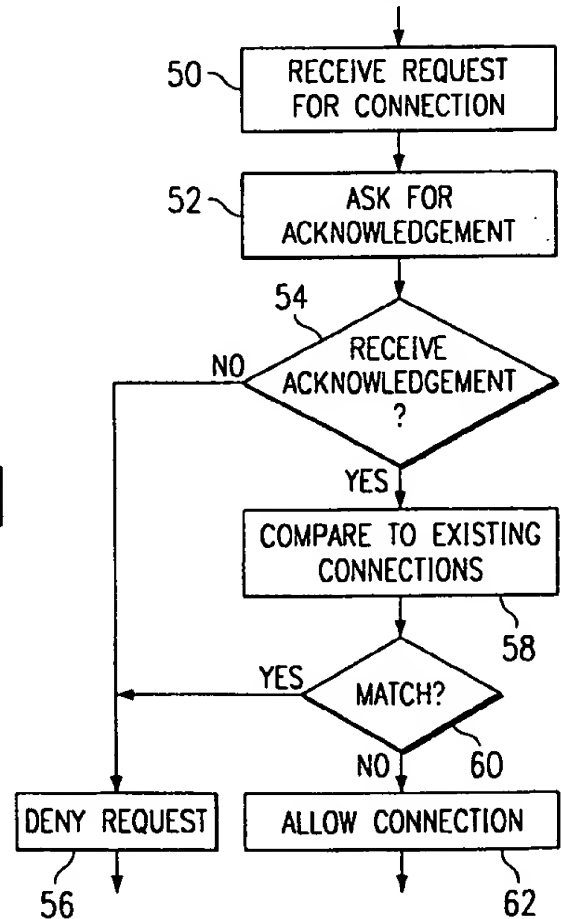 50
RECEIVE REQUEST
FOR CONNECTION
52
ASK FOR
ACKNOWLEDGEMENT
54
RECEIVE
ACKNOWLEDGEMENT
?
NO
YES
COMPARE TO EXISTING
CONNECTIONS
58
YES
MATCH?
60
NO
DENY REQUEST
ALLOW CONNECTION
56
62